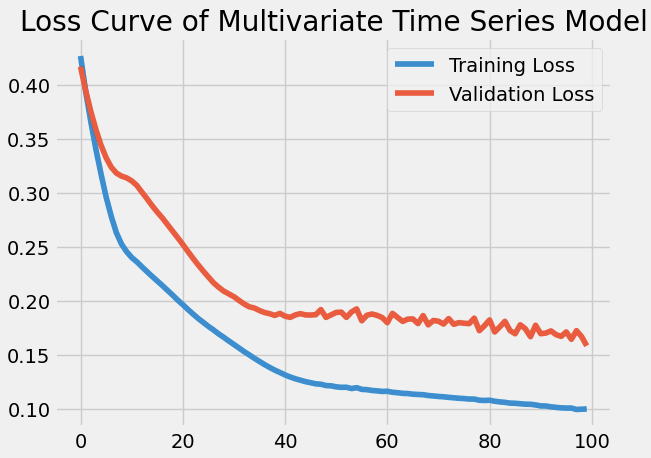 Loss Curve of Multivariate Time Series Model
Training Loss
Validation Loss
0.40
0.35
0.30
0.25
0.20
0.15
0.10
0 20 40 60 80 100